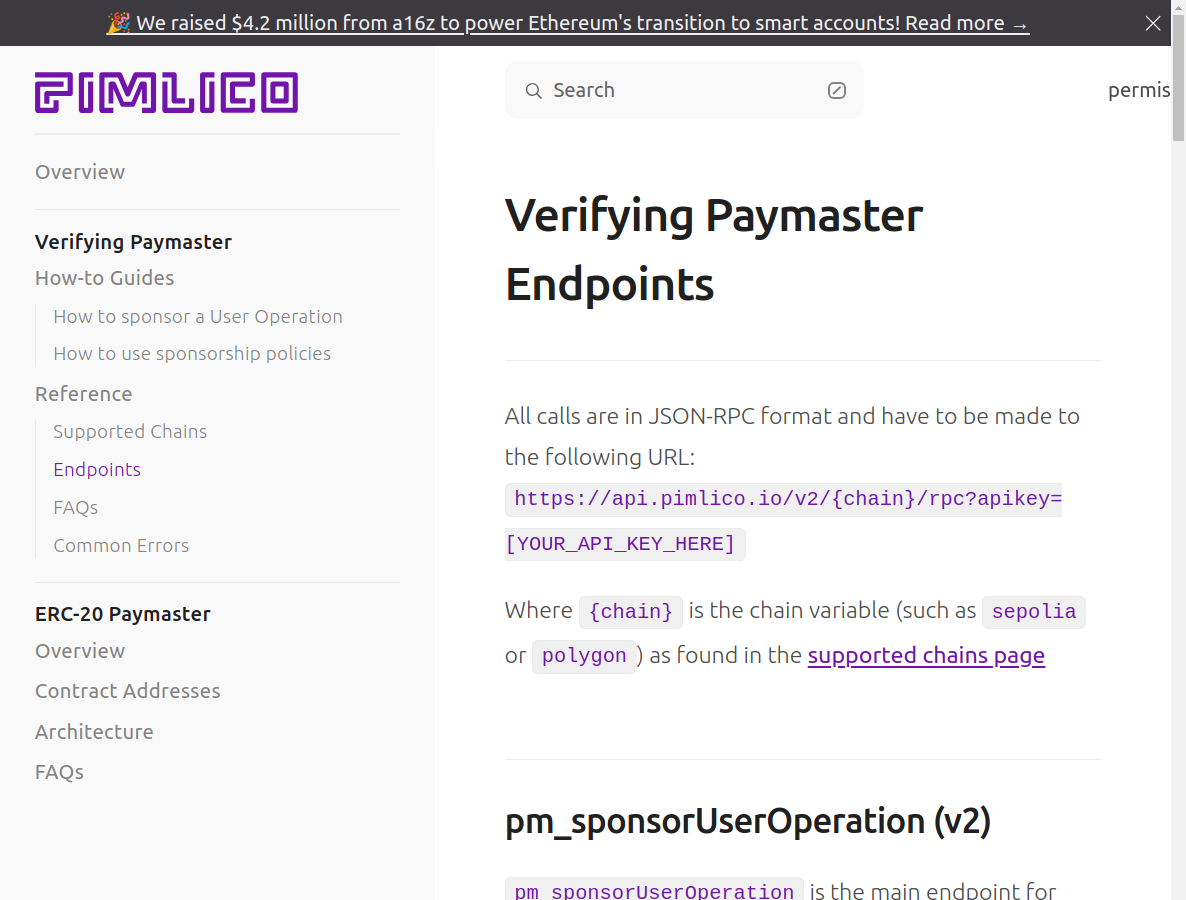 🎉 We raised $4.2 million from a16z to power Ethereum's transition to smart accounts! Read more →
PIMLICO
Search
permis
Overview
Verifying Paymaster
How-to Guides
How to sponsor a User Operation
How to use sponsorship policies
Reference
Supported Chains
Endpoints
FAQs
Common Errors
ERC-20 Paymaster
Overview
Contract Addresses
Architecture
FAQs
Verifying Paymaster
Endpoints
All calls are in JSON-RPC format and have to be made to
the following URL:
https://api.pimlico.io/v2/{chain}/rpc?apikey=
[YOUR_API_KEY_HERE]
Where {chain} is the chain variable (such as sepolia
or polygon) as found in the supported chains page
pm_sponsorUserOperation (v2)
pm_sponsorUserOperation is the main endpoint for